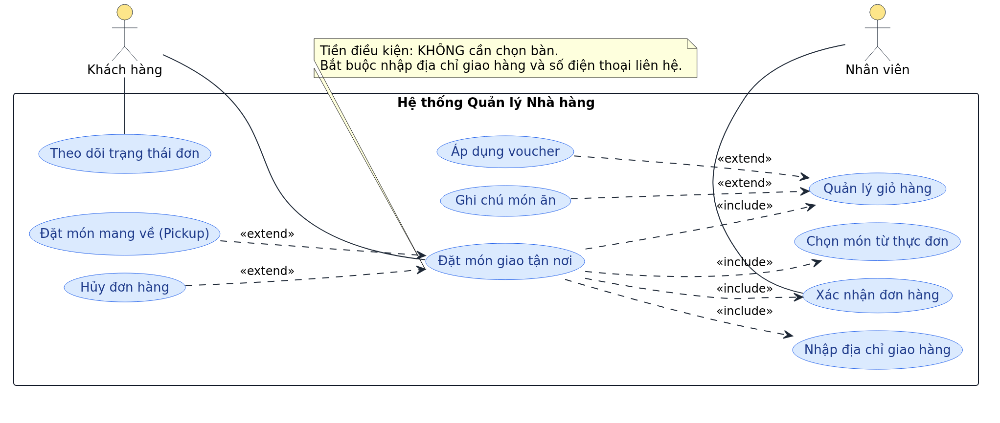 Khách hàng
Nhân viên
Tiền điều kiện: KHÔNG cần chọn bàn.
Bắt buộc nhập địa chỉ giao hàng và số điện thoại liên hệ.
Hệ thống Quản lý Nhà hàng
Theo dõi trạng thái đơn
Áp dụng voucher
«extend»
Quản lý giỏ hàng
«extend»
Ghi chú món ăn
«include»
Đặt món mang về (Pickup)
«extend»
Chọn món từ thực đơn
Đặt món giao tận nơi
«include»
«extend»
Hủy đơn hàng
«include»
Xác nhận đơn hàng
«include»
Nhập địa chỉ giao hàng